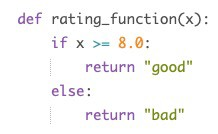 def rating_function(x):
    if x >= 8.0:
        return "good"
    else:
        return "bad"